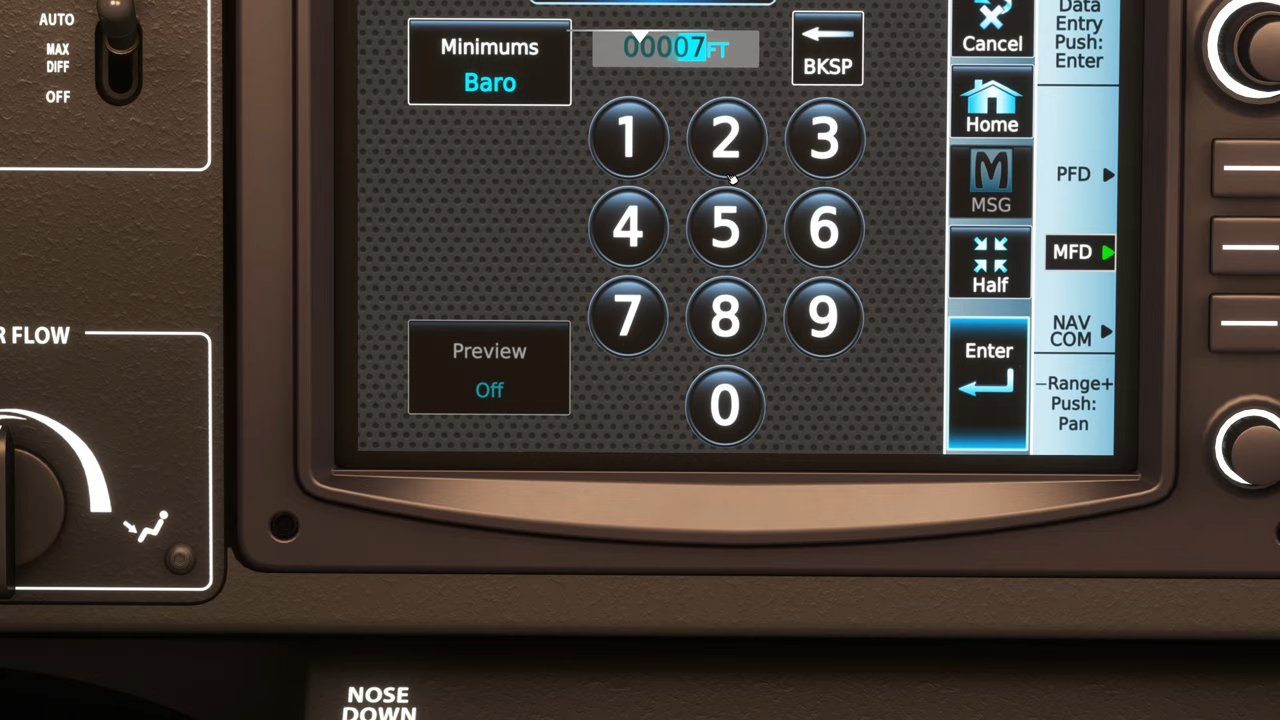 AUTO
MAX
DIFF
OFF
R FLOW
Minimums
Baro
00007FT
BKSP
1 2 3
4 5 6
7 8 9
0
Preview
Off
Cancel
Home
MSG
Half
Enter
Data
Entry
Push:
Enter
PFD
MFD
NAV
COM
−Range+
Push:
Pan
NOSE
DOWN